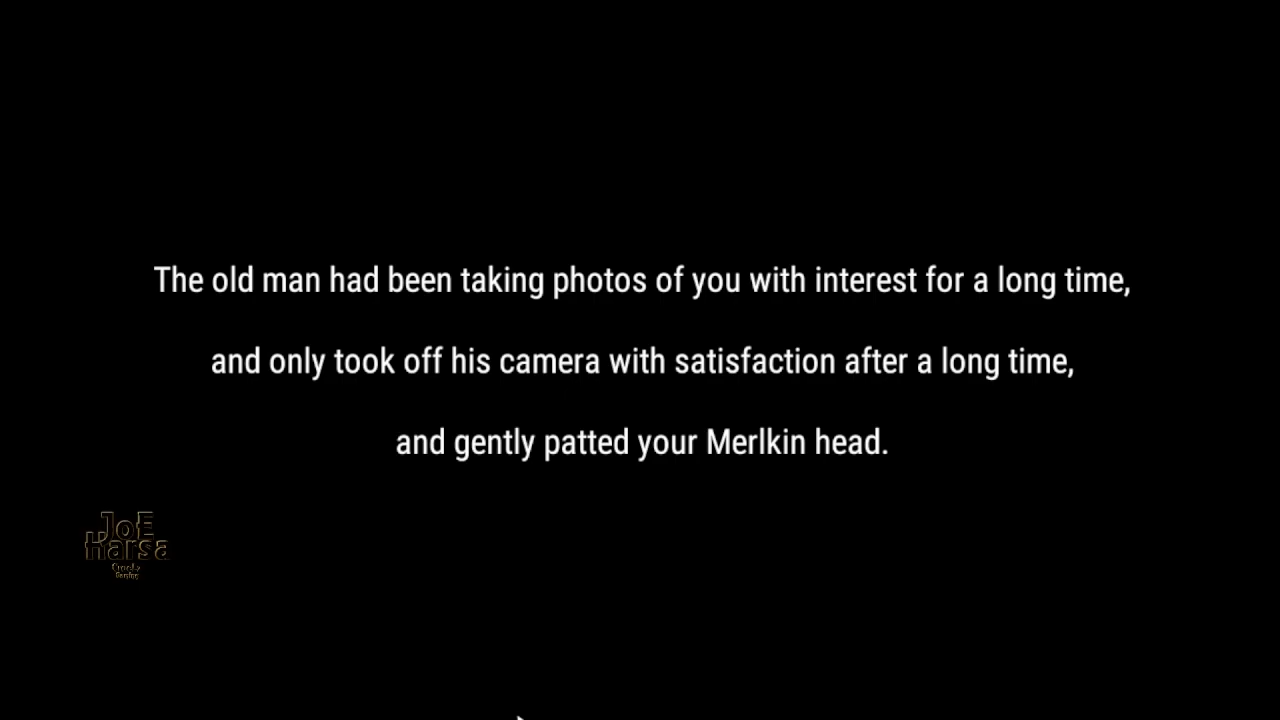 The old man had been taking photos of you with interest for a long time,
and only took off his camera with satisfaction after a long time,
and gently patted your Merlkin head.
JoE
Harsa